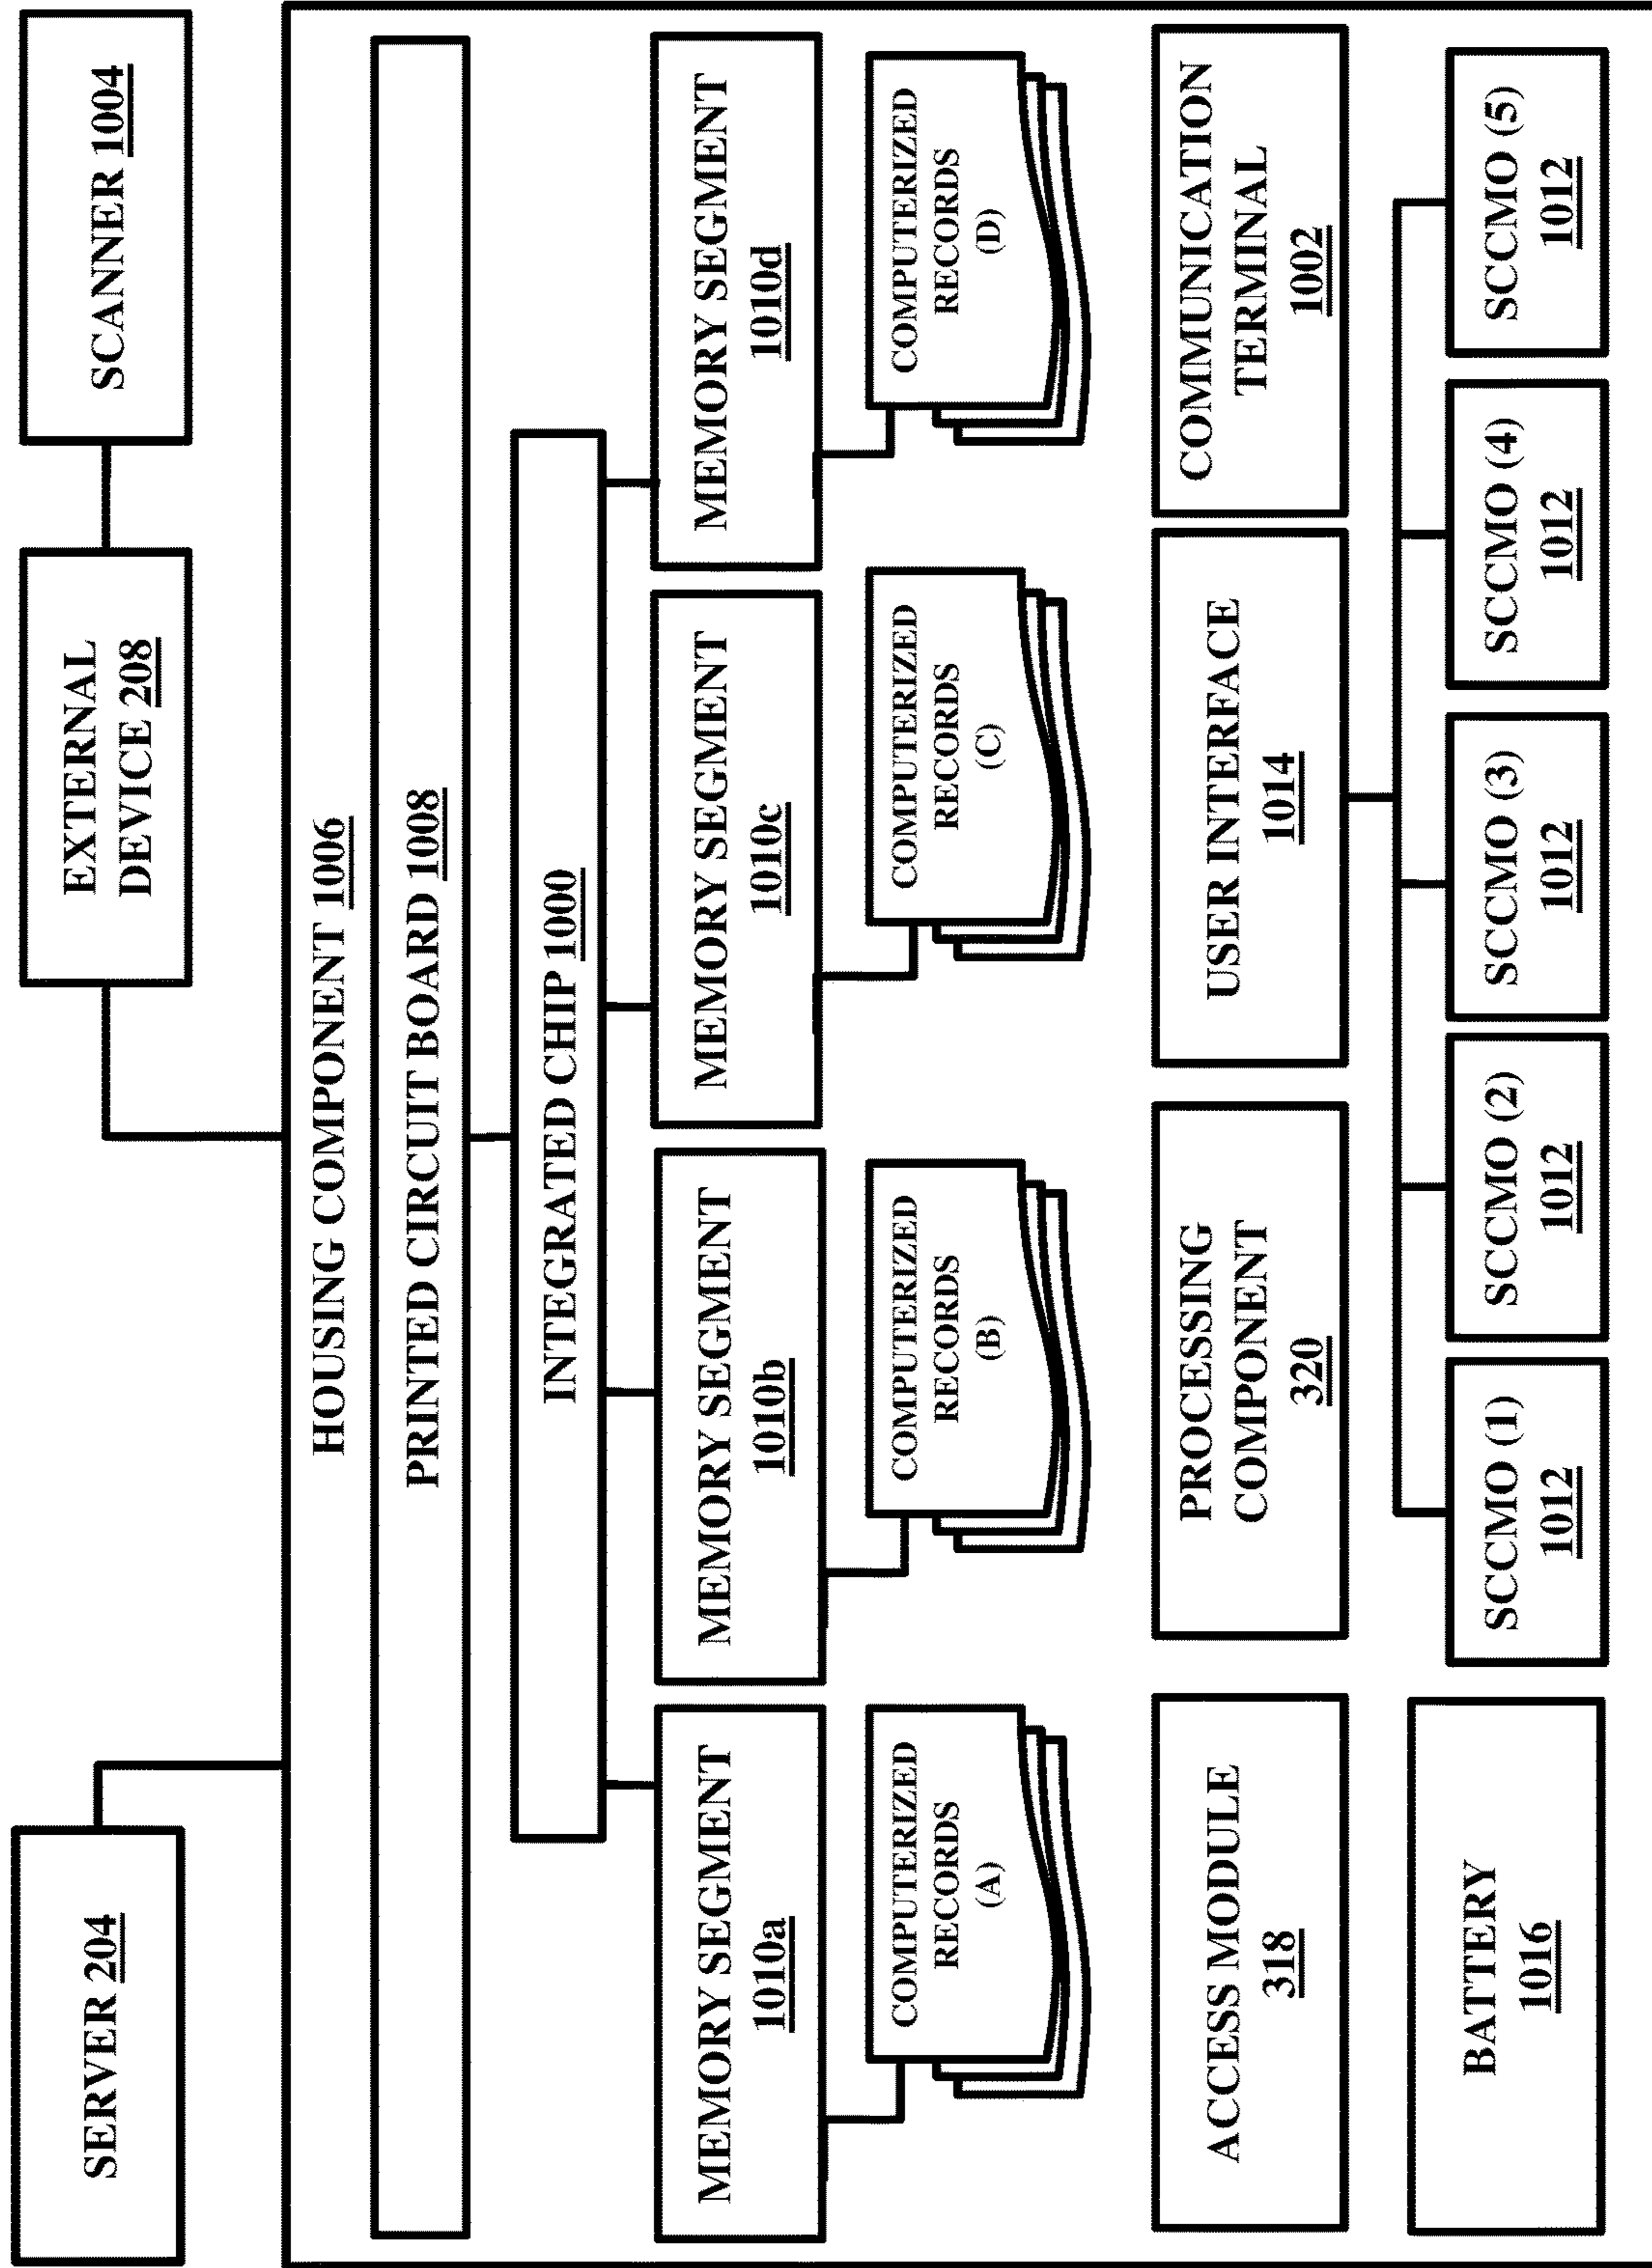 SERVER 204
EXTERNAL
DEVICE 208
SCANNER 1004
HOUSING COMPONENT 1006
PRINTED CIRCUIT BOARD 1008
INTEGRATED CHIP 1000
MEMORY SEGMENT
1010a
MEMORY SEGMENT
1010b
MEMORY SEGMENT
1010c
MEMORY SEGMENT
1010d
COMPUTERIZED
RECORDS
(A)
COMPUTERIZED
RECORDS
(B)
COMPUTERIZED
RECORDS
(C)
COMPUTERIZED
RECORDS
(D)
ACCESS MODULE
318
PROCESSING
COMPONENT
320
USER INTERFACE
1014
COMMUNICATION
TERMINAL
1002
BATTERY
1016
SCCMO (1)
1012
SCCMO (2)
1012
SCCMO (3)
1012
SCCMO (4)
1012
SCCMO (5)
1012